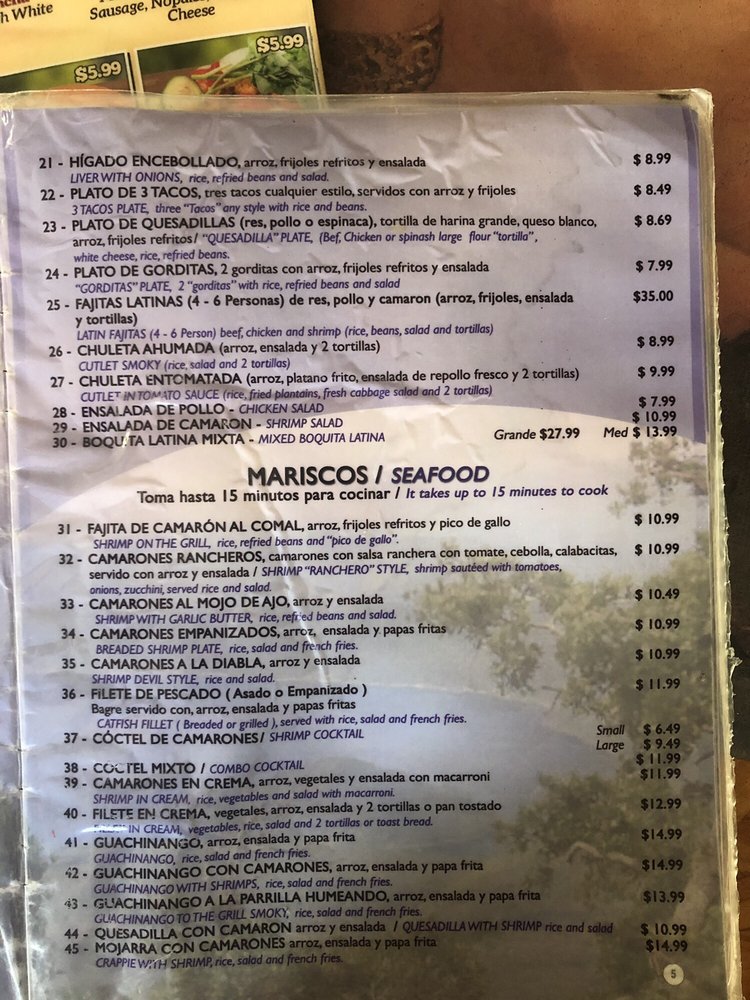 h White
Sausage, Nopales,
Cheese
$5.99
$5.99
21 - HÍGADO ENCEBOLLADO, arroz, frijoles refritos y ensalada $ 8.99
LIVER WITH ONIONS, rice, refried beans and salad.
22 - PLATO DE 3 TACOS, tres tacos cualquier estilo, servidos con arroz y frijoles $ 8.49
3 TACOS PLATE, three "Tacos" any style with rice and beans.
23 - PLATO DE QUESADILLAS (res, pollo o espinaca), tortilla de harina grande, queso blanco, $ 8.69
arroz, frijoles refritos/ "QUESADILLA" PLATE, (Bef, Chicken or spinash large flour "tortilla",
white cheese, rice, refried beans.
24 - PLATO DE GORDITAS, 2 gorditas con arroz, frijoles refritos y ensalada $ 7.99
"GORDITAS" PLATE, 2 "gorditas" with rice, refried beans and salad
25 - FAJITAS LATINAS (4 - 6 Personas) de res, pollo y camaron (arroz, frijoles, ensalada $35.00
y tortillas)
LATIN FAJITAS (4 - 6 Person) beef, chicken and shrimp (rice, beans, salad and tortillas)
26 - CHULETA AHUMADA (arroz, ensalada y 2 tortillas) $ 8.99
CUTLET SMOKY (rice, salad and 2 tortillas)
27 - CHULETA ENTOMATADA (arroz, platano frito, ensalada de repollo fresco y 2 tortillas) $ 9.99
CUTLET IN TOMATO SAUCE (rice, fried plantains, fresh cabbage salad and 2 tortillas)
28 - ENSALADA DE POLLO - CHICKEN SALAD $ 7.99
29 - ENSALADA DE CAMARON - SHRIMP SALAD $ 10.99
30 - BOQUITA LATINA MIXTA - MIXED BOQUITA LATINA Grande $27.99 Med $ 13.99
MARISCOS / SEAFOOD
Toma hasta 15 minutos para cocinar / It takes up to 15 minutes to cook
31 - FAJITA DE CAMARÓN AL COMAL, arroz, frijoles refritos y pico de gallo $ 10.99
SHRIMP ON THE GRILL, rice, refried beans and "pico de gallo".
32 - CAMARONES RANCHEROS, camarones con salsa ranchera con tomate, cebolla, calabacitas, $ 10.99
servido con arroz y ensalada / SHRIMP "RANCHERO" STYLE, shrimp sautéed with tomatoes,
onions, zucchini, served rice and salad.
33 - CAMARONES AL MOJO DE AJO, arroz y ensalada $ 10.49
SHRIMP WITH GARLIC BUTTER, rice, refried beans and salad.
34 - CAMARONES EMPANIZADOS, arroz, ensalada y papas fritas $ 10.99
BREADED SHRIMP PLATE, rice, salad and french fries.
35 - CAMARONES A LA DIABLA, arroz y ensalada $ 10.99
SHRIMP DEVIL STYLE, rice and salad.
36 - FILETE DE PESCADO ( Asado o Empanizado ) $ 11.99
Bagre servido con, arroz, ensalada y papas fritas
CATFISH FILLET ( Breaded or grilled ), served with rice, salad and french fries.
37 - CÓCTEL DE CAMARONES/ SHRIMP COCKTAIL Small $ 6.49
Large $ 9.49
38 - COCTEL MIXTO / COMBO COCKTAIL $ 11.99
39 - CAMARONES EN CREMA, arroz, vegetales y ensalada con macarroni $11.99
SHRIMP IN CREAM, rice, vegetables and salad with macarroni.
40 - FILETE EN CREMA, vegetales, arroz, ensalada y 2 tortillas o pan tostado $12.99
IN CREAM, vegetables, rice, salad and 2 tortillas or toast bread.
41 - GUACHINANGO, arroz, ensalada y papa frita $14.99
GUACHINANGO, rice, salad and french fries.
42 - GUACHINANGO CON CAMARONES, arroz, ensalada y papa frita $14.99
GUACHINANGO WITH SHRIMPS, rice, salad and french fries.
43 - GUACHINANGO A LA PARRILLA HUMEANDO, arroz, ensalada y papa frita $13.99
GUACHINANGO TO THE GRILL SMOKY, rice, salad and french fries.
44 - QUESADILLA CON CAMARON arroz y ensalada / QUESADILLA WITH SHRIMP rice and salad $ 10.99
45 - MOJARRA CON CAMARONES arroz, ensalada y papa frita $14.99
CRAPPIE WITH SHRIMP, rice, salad and french fries.
5